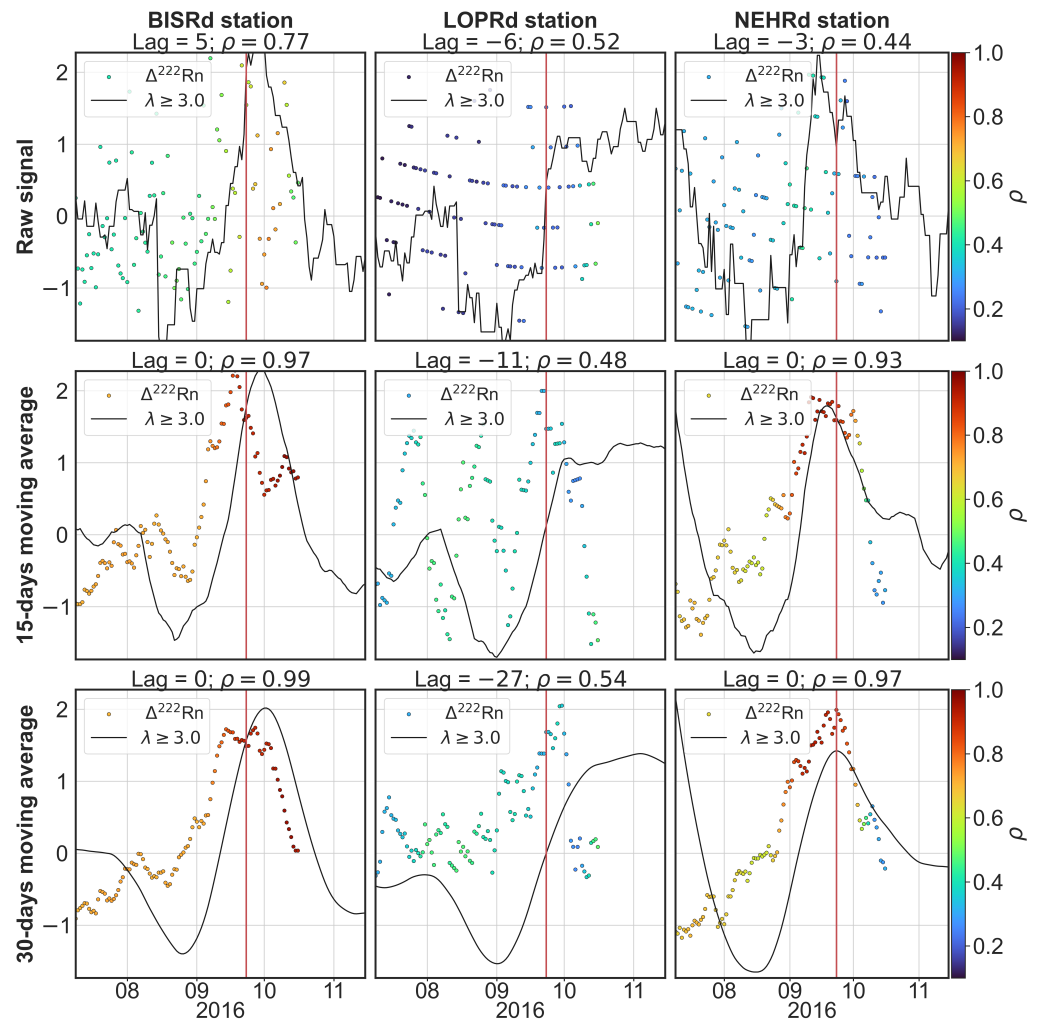 BISRd station LOPRd station NEHRd station
Lag = 5; ρ = 0.77 Lag = −6; ρ = 0.52 Lag = −3; ρ = 0.44
Raw signal
2
1
0
−1
Δ²²²Rn
λ ≥ 3.0
Δ²²²Rn
λ ≥ 3.0
Δ²²²Rn
λ ≥ 3.0
1.0
0.8
0.6
0.4
0.2
ρ
Lag = 0; ρ = 0.97 Lag = −11; ρ = 0.48 Lag = 0; ρ = 0.93
15-days moving average
2
1
0
−1
Δ²²²Rn
λ ≥ 3.0
Δ²²²Rn
λ ≥ 3.0
Δ²²²Rn
λ ≥ 3.0
1.0
0.8
0.6
0.4
0.2
ρ
Lag = 0; ρ = 0.99 Lag = −27; ρ = 0.54 Lag = 0; ρ = 0.97
30-days moving average
2
1
0
−1
Δ²²²Rn
λ ≥ 3.0
Δ²²²Rn
λ ≥ 3.0
Δ²²²Rn
λ ≥ 3.0
1.0
0.8
0.6
0.4
0.2
ρ
08 09 10 11 08 09 10 11 08 09 10 11
2016 2016 2016